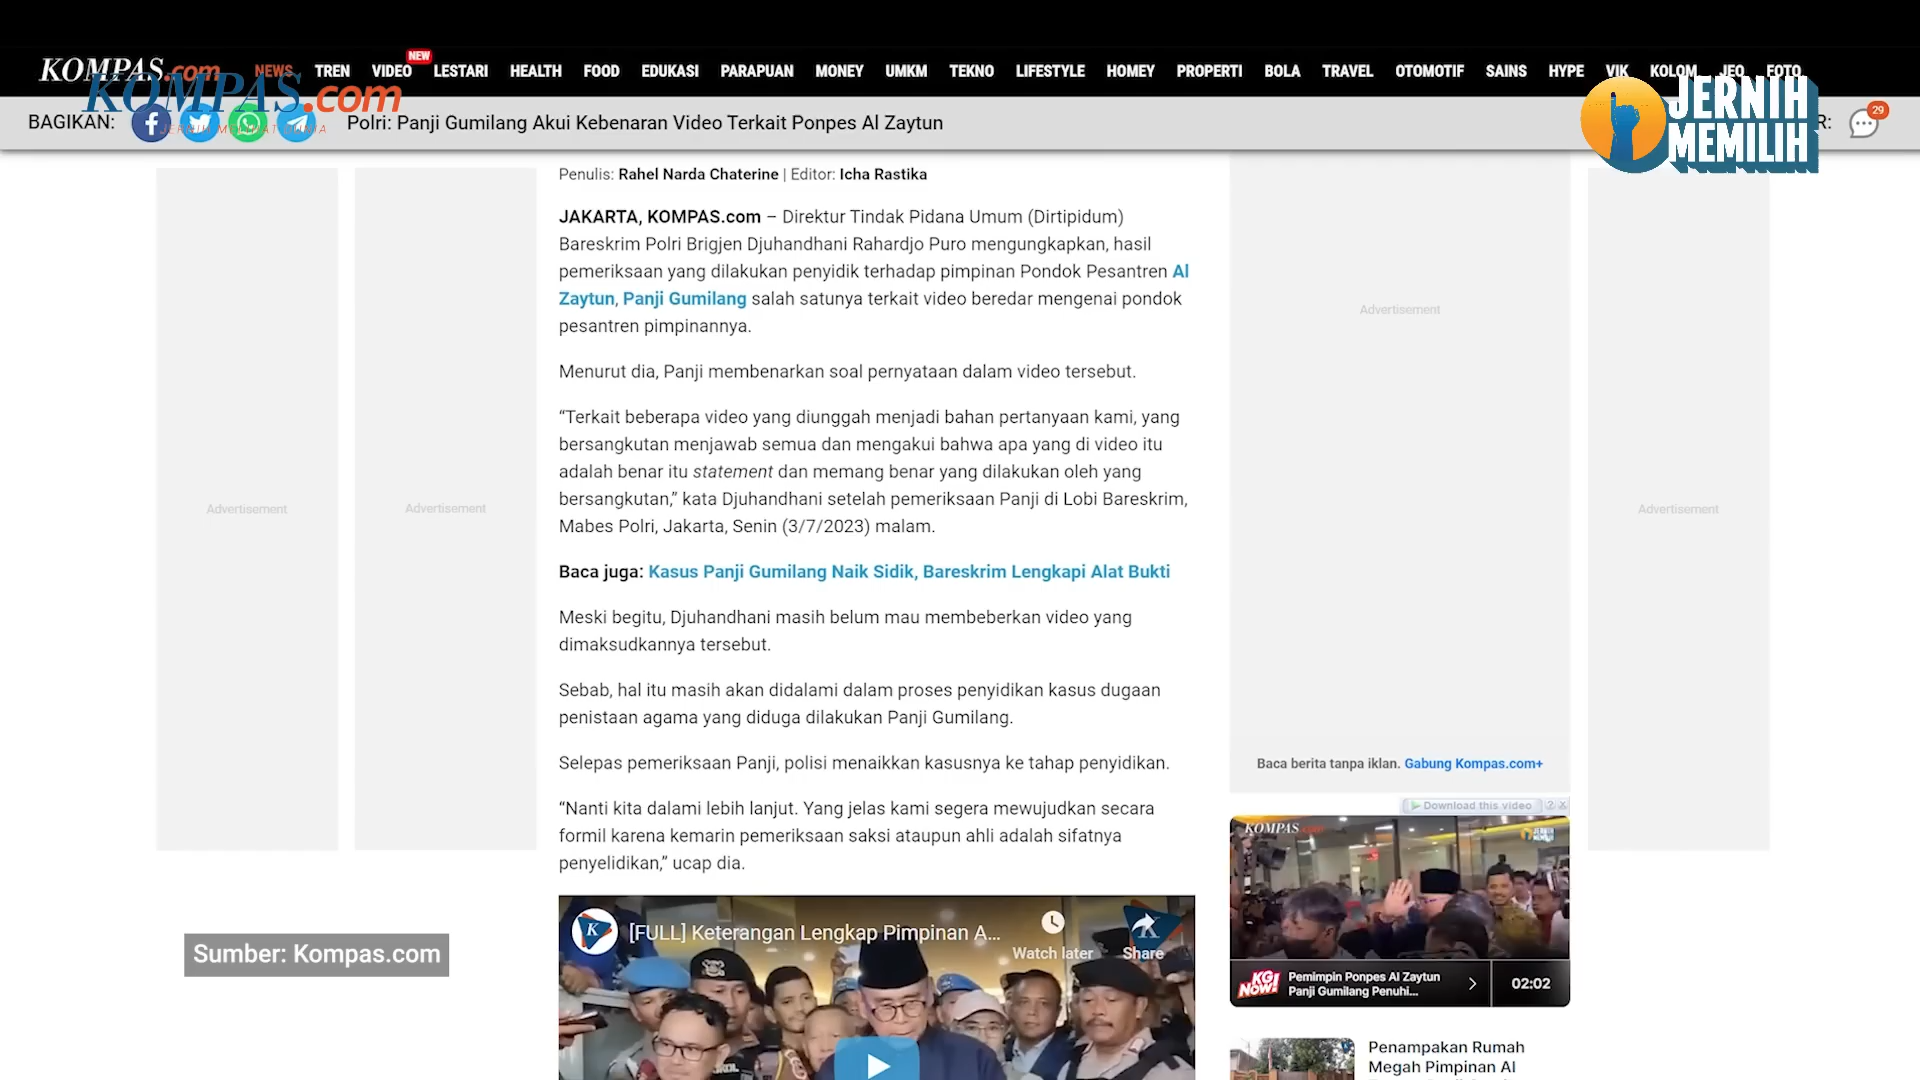 KOMPAS.com NEWS TREN VIDEO NEW LESTARI HEALTH FOOD EDUKASI PARAPUAN MONEY UMKM TEKNO LIFESTYLE HOMEY PROPERTI BOLA TRAVEL OTOMOTIF SAINS HYPE VIK KOLOM JEO FOTO
KOMPAS.com
JERNIH MELIHAT DUNIA
JERNIH
MEMILIH
BAGIKAN: Polri: Panji Gumilang Akui Kebenaran Video Terkait Ponpes Al Zaytun R: 29
Penulis: Rahel Narda Chaterine | Editor: Icha Rastika
JAKARTA, KOMPAS.com – Direktur Tindak Pidana Umum (Dirtipidum)
Bareskrim Polri Brigjen Djuhandhani Rahardjo Puro mengungkapkan, hasil
pemeriksaan yang dilakukan penyidik terhadap pimpinan Pondok Pesantren Al
Zaytun, Panji Gumilang salah satunya terkait video beredar mengenai pondok
pesantren pimpinannya.
Menurut dia, Panji membenarkan soal pernyataan dalam video tersebut.
“Terkait beberapa video yang diunggah menjadi bahan pertanyaan kami, yang
bersangkutan menjawab semua dan mengakui bahwa apa yang di video itu
adalah benar itu statement dan memang benar yang dilakukan oleh yang
bersangkutan,” kata Djuhandhani setelah pemeriksaan Panji di Lobi Bareskrim,
Mabes Polri, Jakarta, Senin (3/7/2023) malam.
Baca juga: Kasus Panji Gumilang Naik Sidik, Bareskrim Lengkapi Alat Bukti
Meski begitu, Djuhandhani masih belum mau membeberkan video yang
dimaksudkannya tersebut.
Sebab, hal itu masih akan didalami dalam proses penyidikan kasus dugaan
penistaan agama yang diduga dilakukan Panji Gumilang.
Selepas pemeriksaan Panji, polisi menaikkan kasusnya ke tahap penyidikan.
“Nanti kita dalami lebih lanjut. Yang jelas kami segera mewujudkan secara
formil karena kemarin pemeriksaan saksi ataupun ahli adalah sifatnya
penyelidikan,” ucap dia.
[FULL] Keterangan Lengkap Pimpinan A...
Watch later
Share
Advertisement
Advertisement
Advertisement
Advertisement
Baca berita tanpa iklan. Gabung Kompas.com+
Download this video
KOMPAS.com
JERNIH
MEMILIH
KG
NOW!
Pemimpin Ponpes Al Zaytun
Panji Gumilang Penuhi...
02:02
Penampakan Rumah
Megah Pimpinan Al
Sumber: Kompas.com